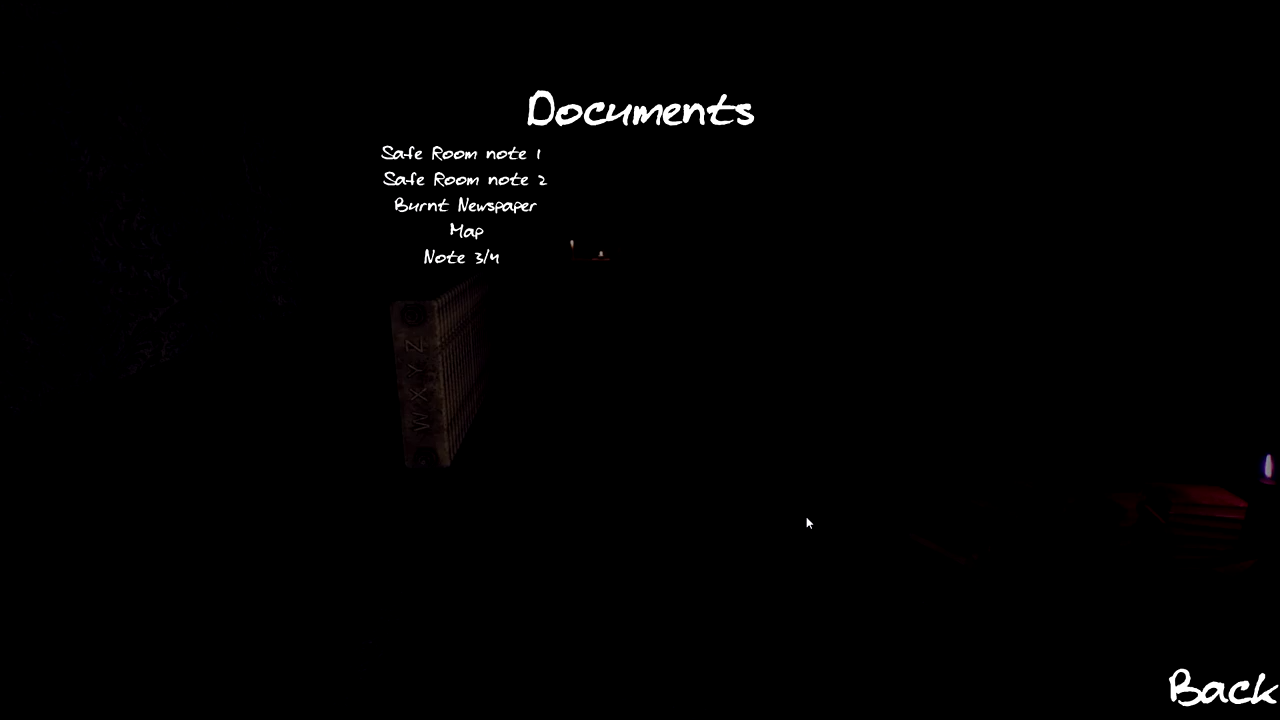 Documents
Safe Room note 1
Safe Room note 2
Burnt Newspaper
Map
Note 3/4
W X Y Z
Back